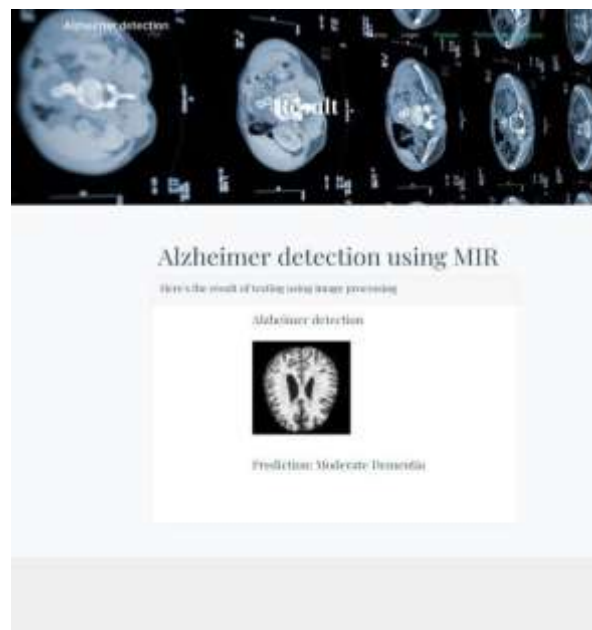 Alzheimer detection
Result
Alzheimer detection using MIR
Here's the result of testing using image processing
Alzheimer detection
Prediction: Moderate Dementia